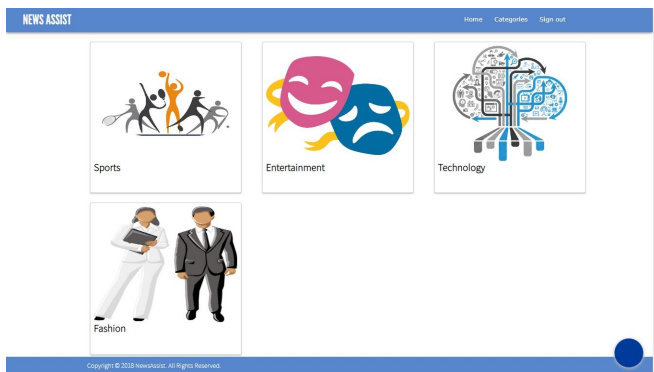 NEWS ASSIST
Home Categories Sign out
Sports
Entertainment
Technology
Fashion
Copyright © 2018 NewsAssist. All Rights Reserved.